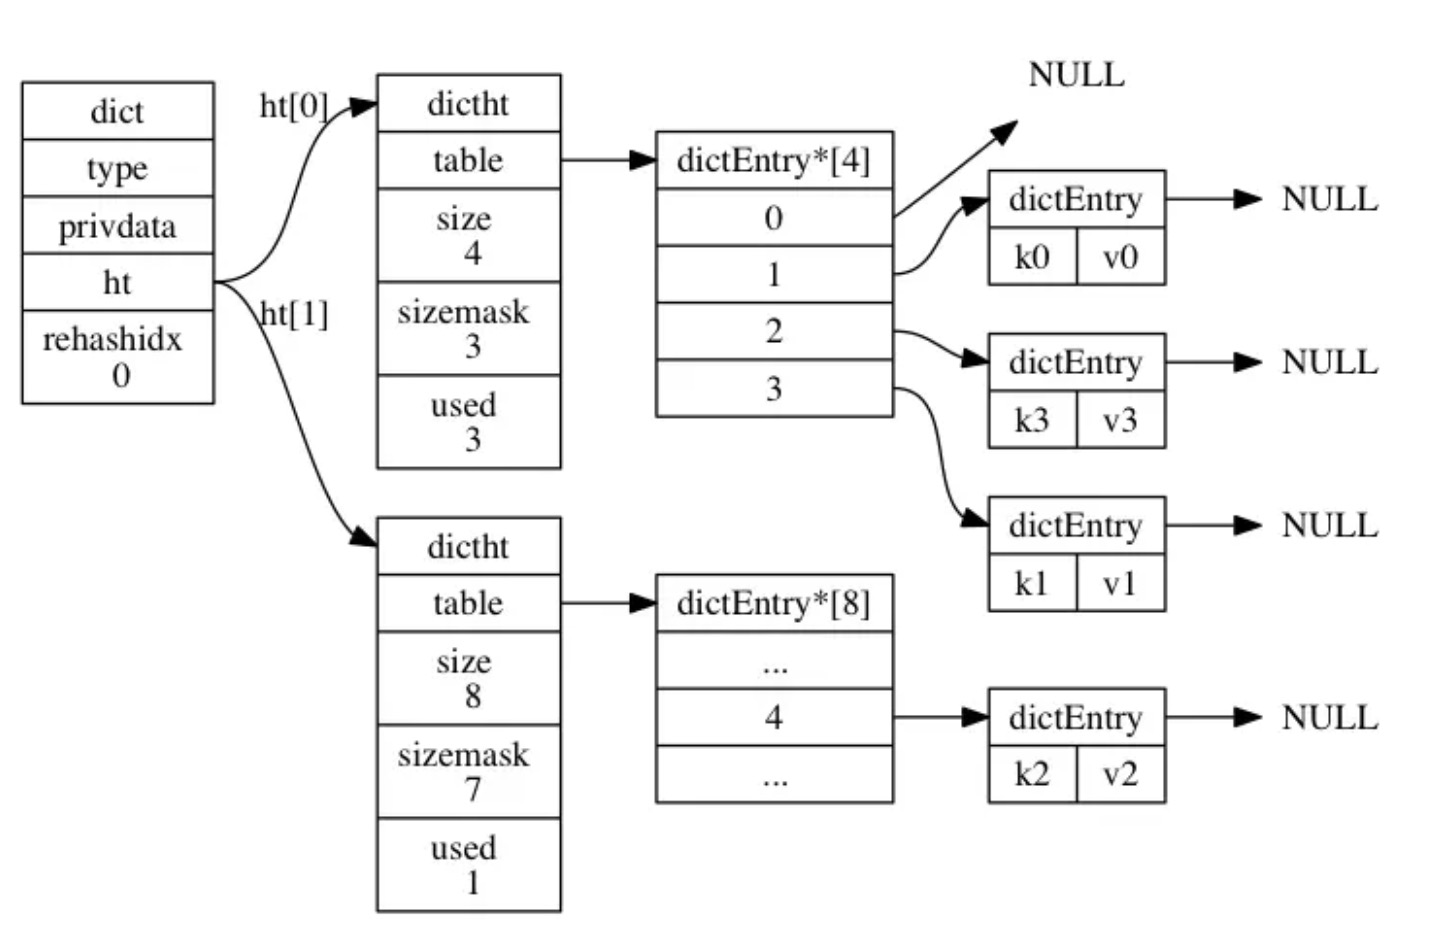 dict
type
privdata
ht
rehashidx
0
ht[0]
ht[1]
dictht
table
size
4
sizemask
3
used
3
dictht
table
size
8
sizemask
7
used
1
dictEntry*[4]
0
1
2
3
dictEntry*[8]
...
4
...
NULL
dictEntry
k0 v0
NULL
dictEntry
k3 v3
NULL
dictEntry
k1 v1
NULL
dictEntry
k2 v2
NULL